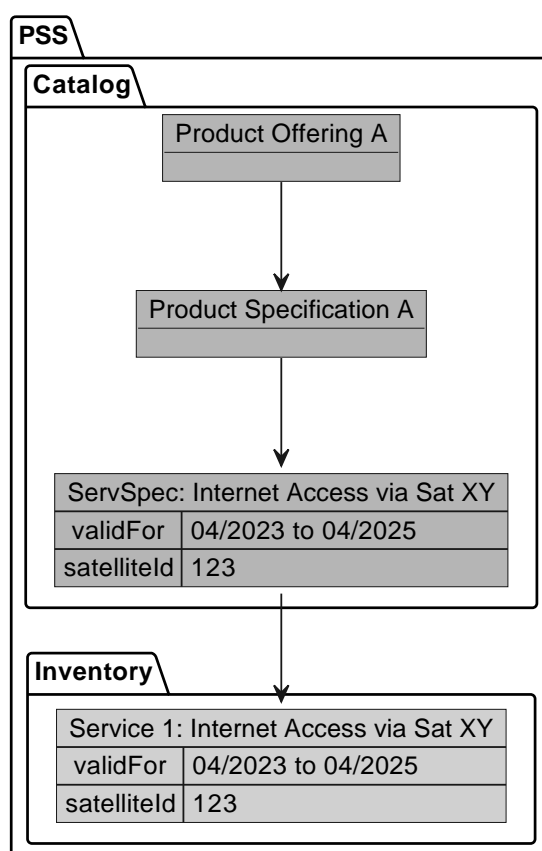 PSS
Catalog
Product Offering A
Product Specification A
ServSpec: Internet Access via Sat XY
validFor 04/2023 to 04/2025
satelliteId 123
Inventory
Service 1: Internet Access via Sat XY
validFor 04/2023 to 04/2025
satelliteId 123